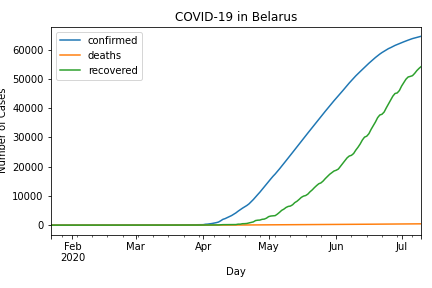 COVID-19 in Belarus
confirmed
deaths
recovered
Number of Cases
60000
50000
40000
30000
20000
10000
0
Feb
2020
Mar
Apr
May
Jun
Jul
Day